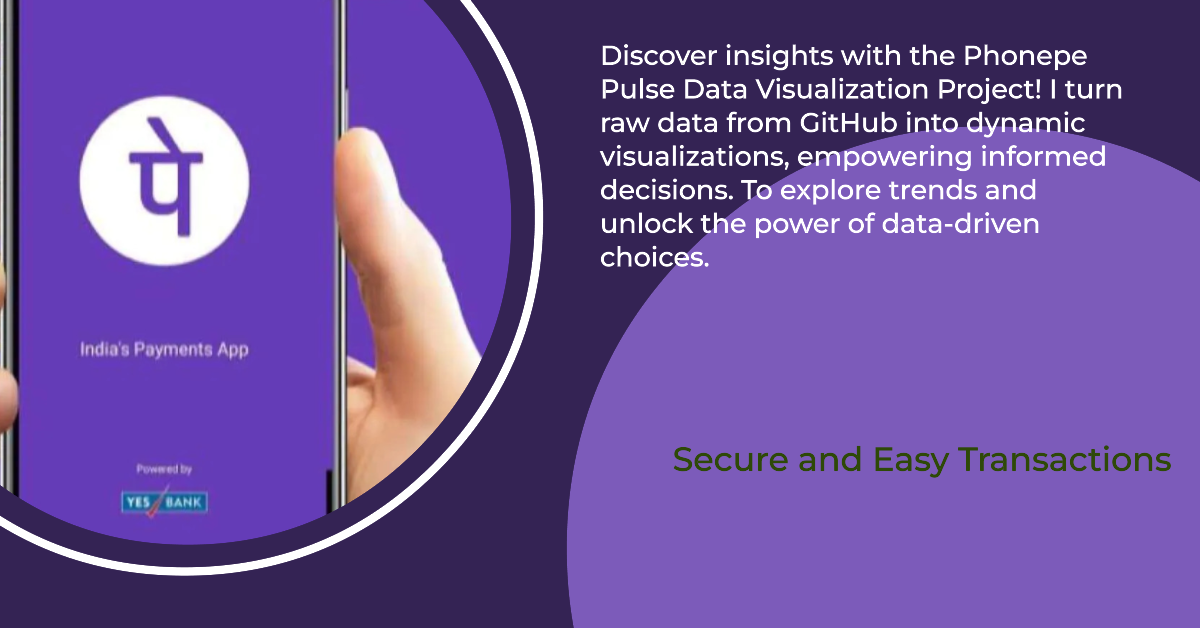 पे
India's Payments App
Powered by
YES BANK
Discover insights with the Phonepe
Pulse Data Visualization Project! I turn
raw data from GitHub into dynamic
visualizations, empowering informed
decisions. To explore trends and
unlock the power of data-driven
choices.
Secure and Easy Transactions